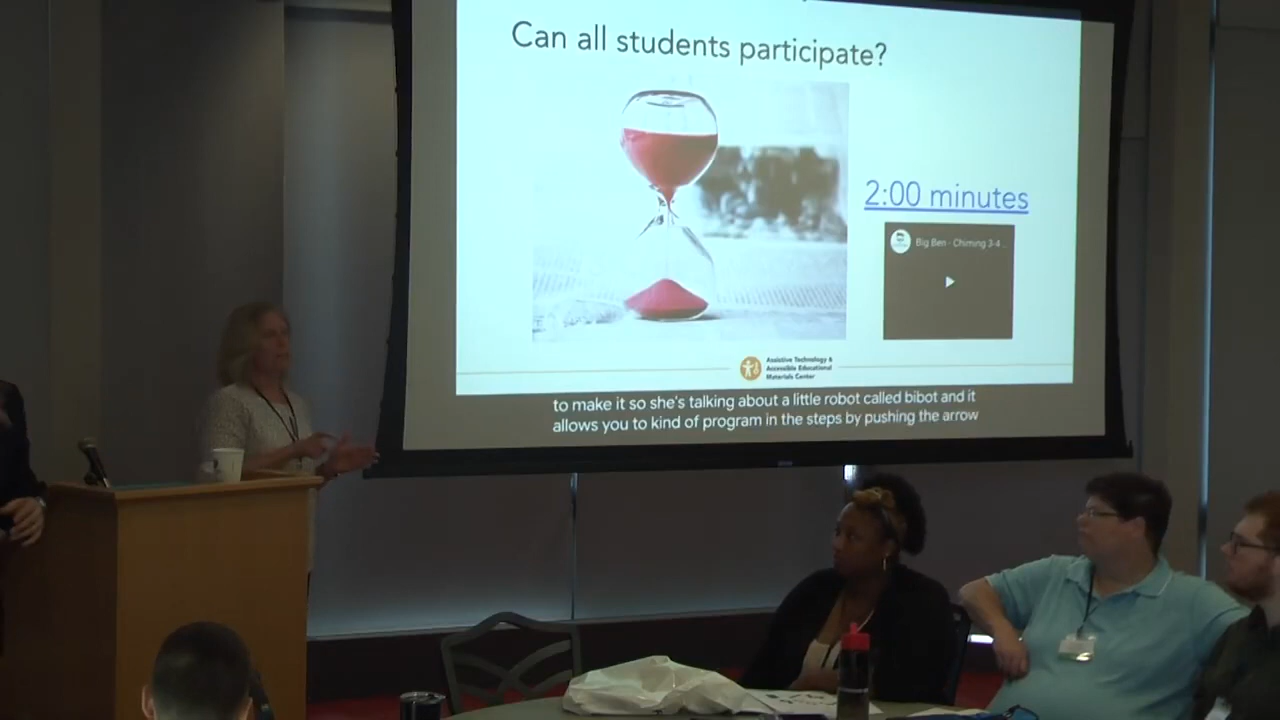 Can all students participate?
2:00 minutes
Big Ben - Chiming 3-4 ...
Assistive Technology &
Accessible Educational
Materials Center
to make it so she's talking about a little robot called bibot and it
allows you to kind of program in the steps by pushing the arrow